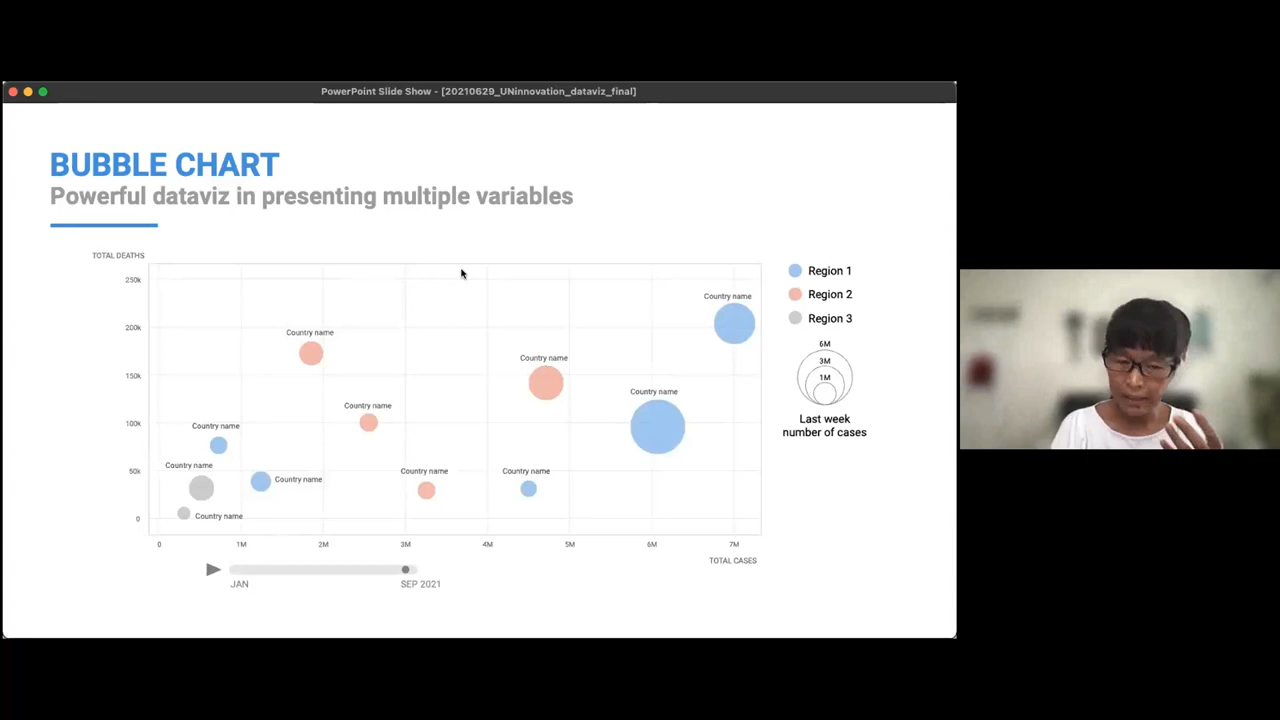 PowerPoint Slide Show - [20210629_UNinnovation_dataviz_final]
BUBBLE CHART
Powerful dataviz in presenting multiple variables
TOTAL DEATHS
250k
200k
150k
100k
50k
0
Country name
Country name
Country name
Country name
Country name
Country name
Country name
Country name
Country name
Country name
Country name
Country name
0 1M 2M 3M 4M 5M 6M 7M
TOTAL CASES
JAN SEP 2021
Region 1
Region 2
Region 3
6M
3M
1M
Last week
number of cases